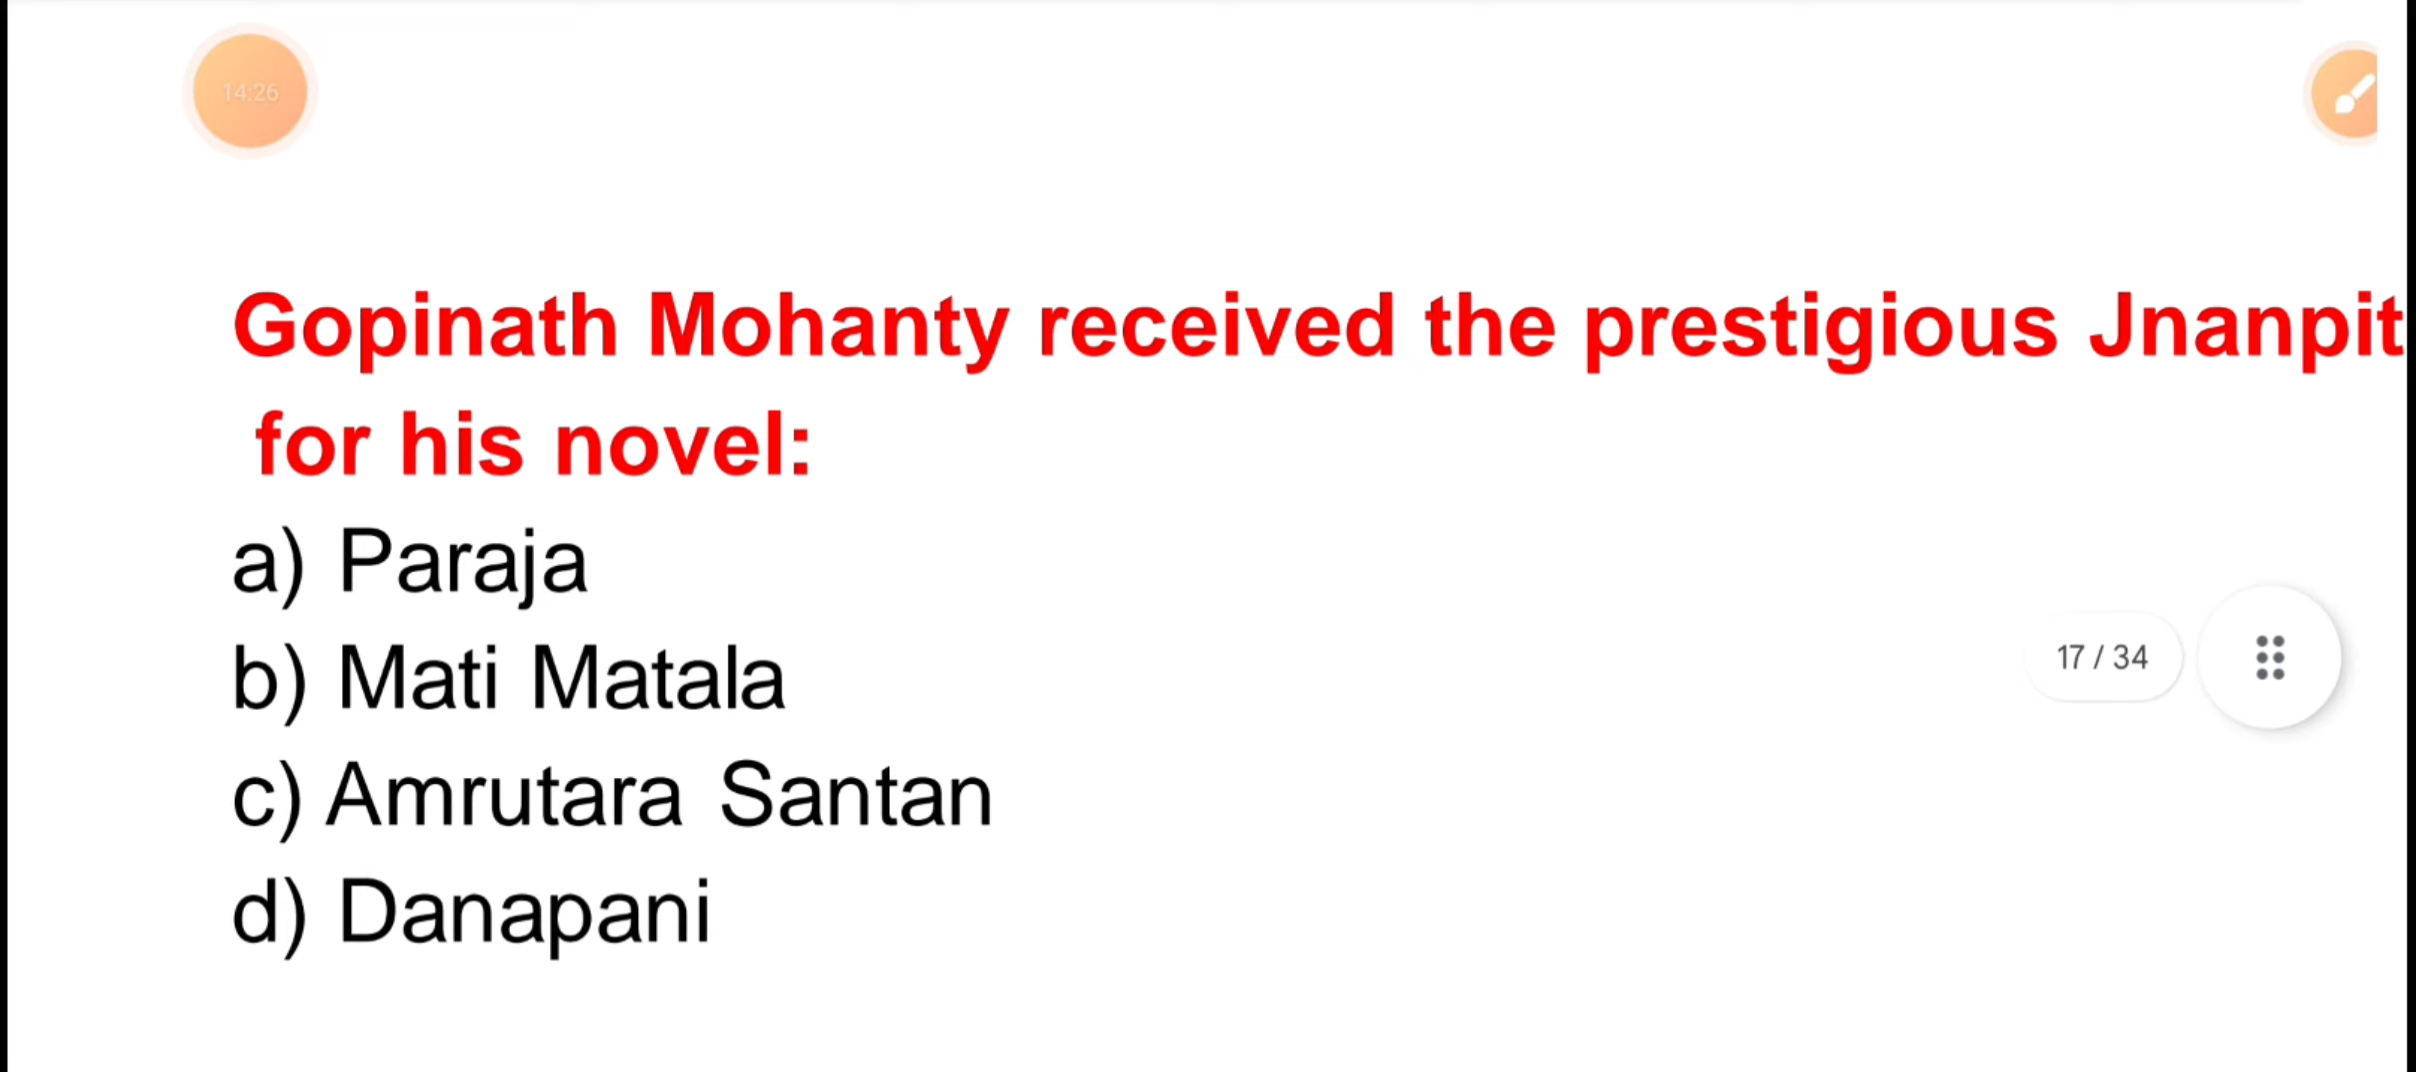 14:26
Gopinath Mohanty received the prestigious Jnanpit
for his novel:
a) Paraja
b) Mati Matala
17 / 34
c) Amrutara Santan
d) Danapani